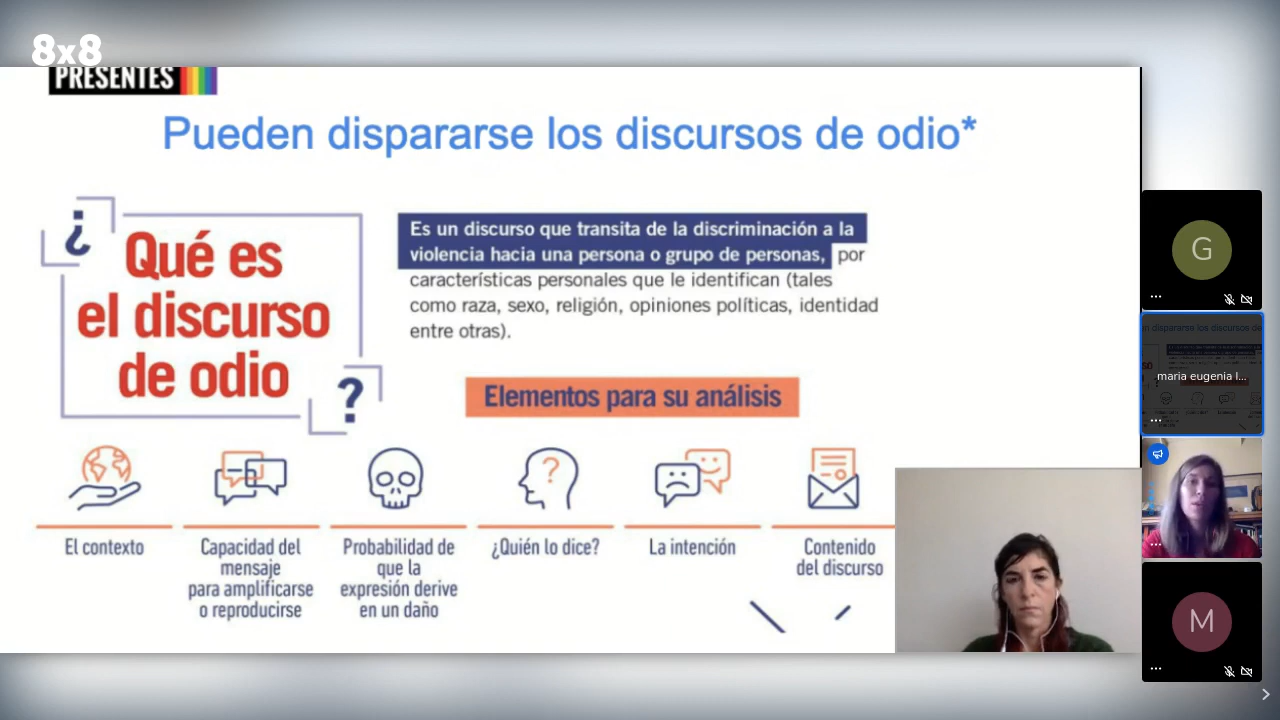 8x8
PRESENTES
Pueden dispararse los discursos de odio*
¿
Qué es
el discurso
de odio
?
Es un discurso que transita de la discriminación a la
violencia hacia una persona o grupo de personas, por
características personales que le identifican (tales
como raza, sexo, religión, opiniones políticas, identidad
entre otras).
Elementos para su análisis
?
El contexto
Capacidad del
mensaje
para amplificarse
o reproducirse
Probabilidad de
que la
expresión derive
en un daño
¿Quién lo dice?
La intención
Contenido
del discurso
G
maria eugenia l...
M